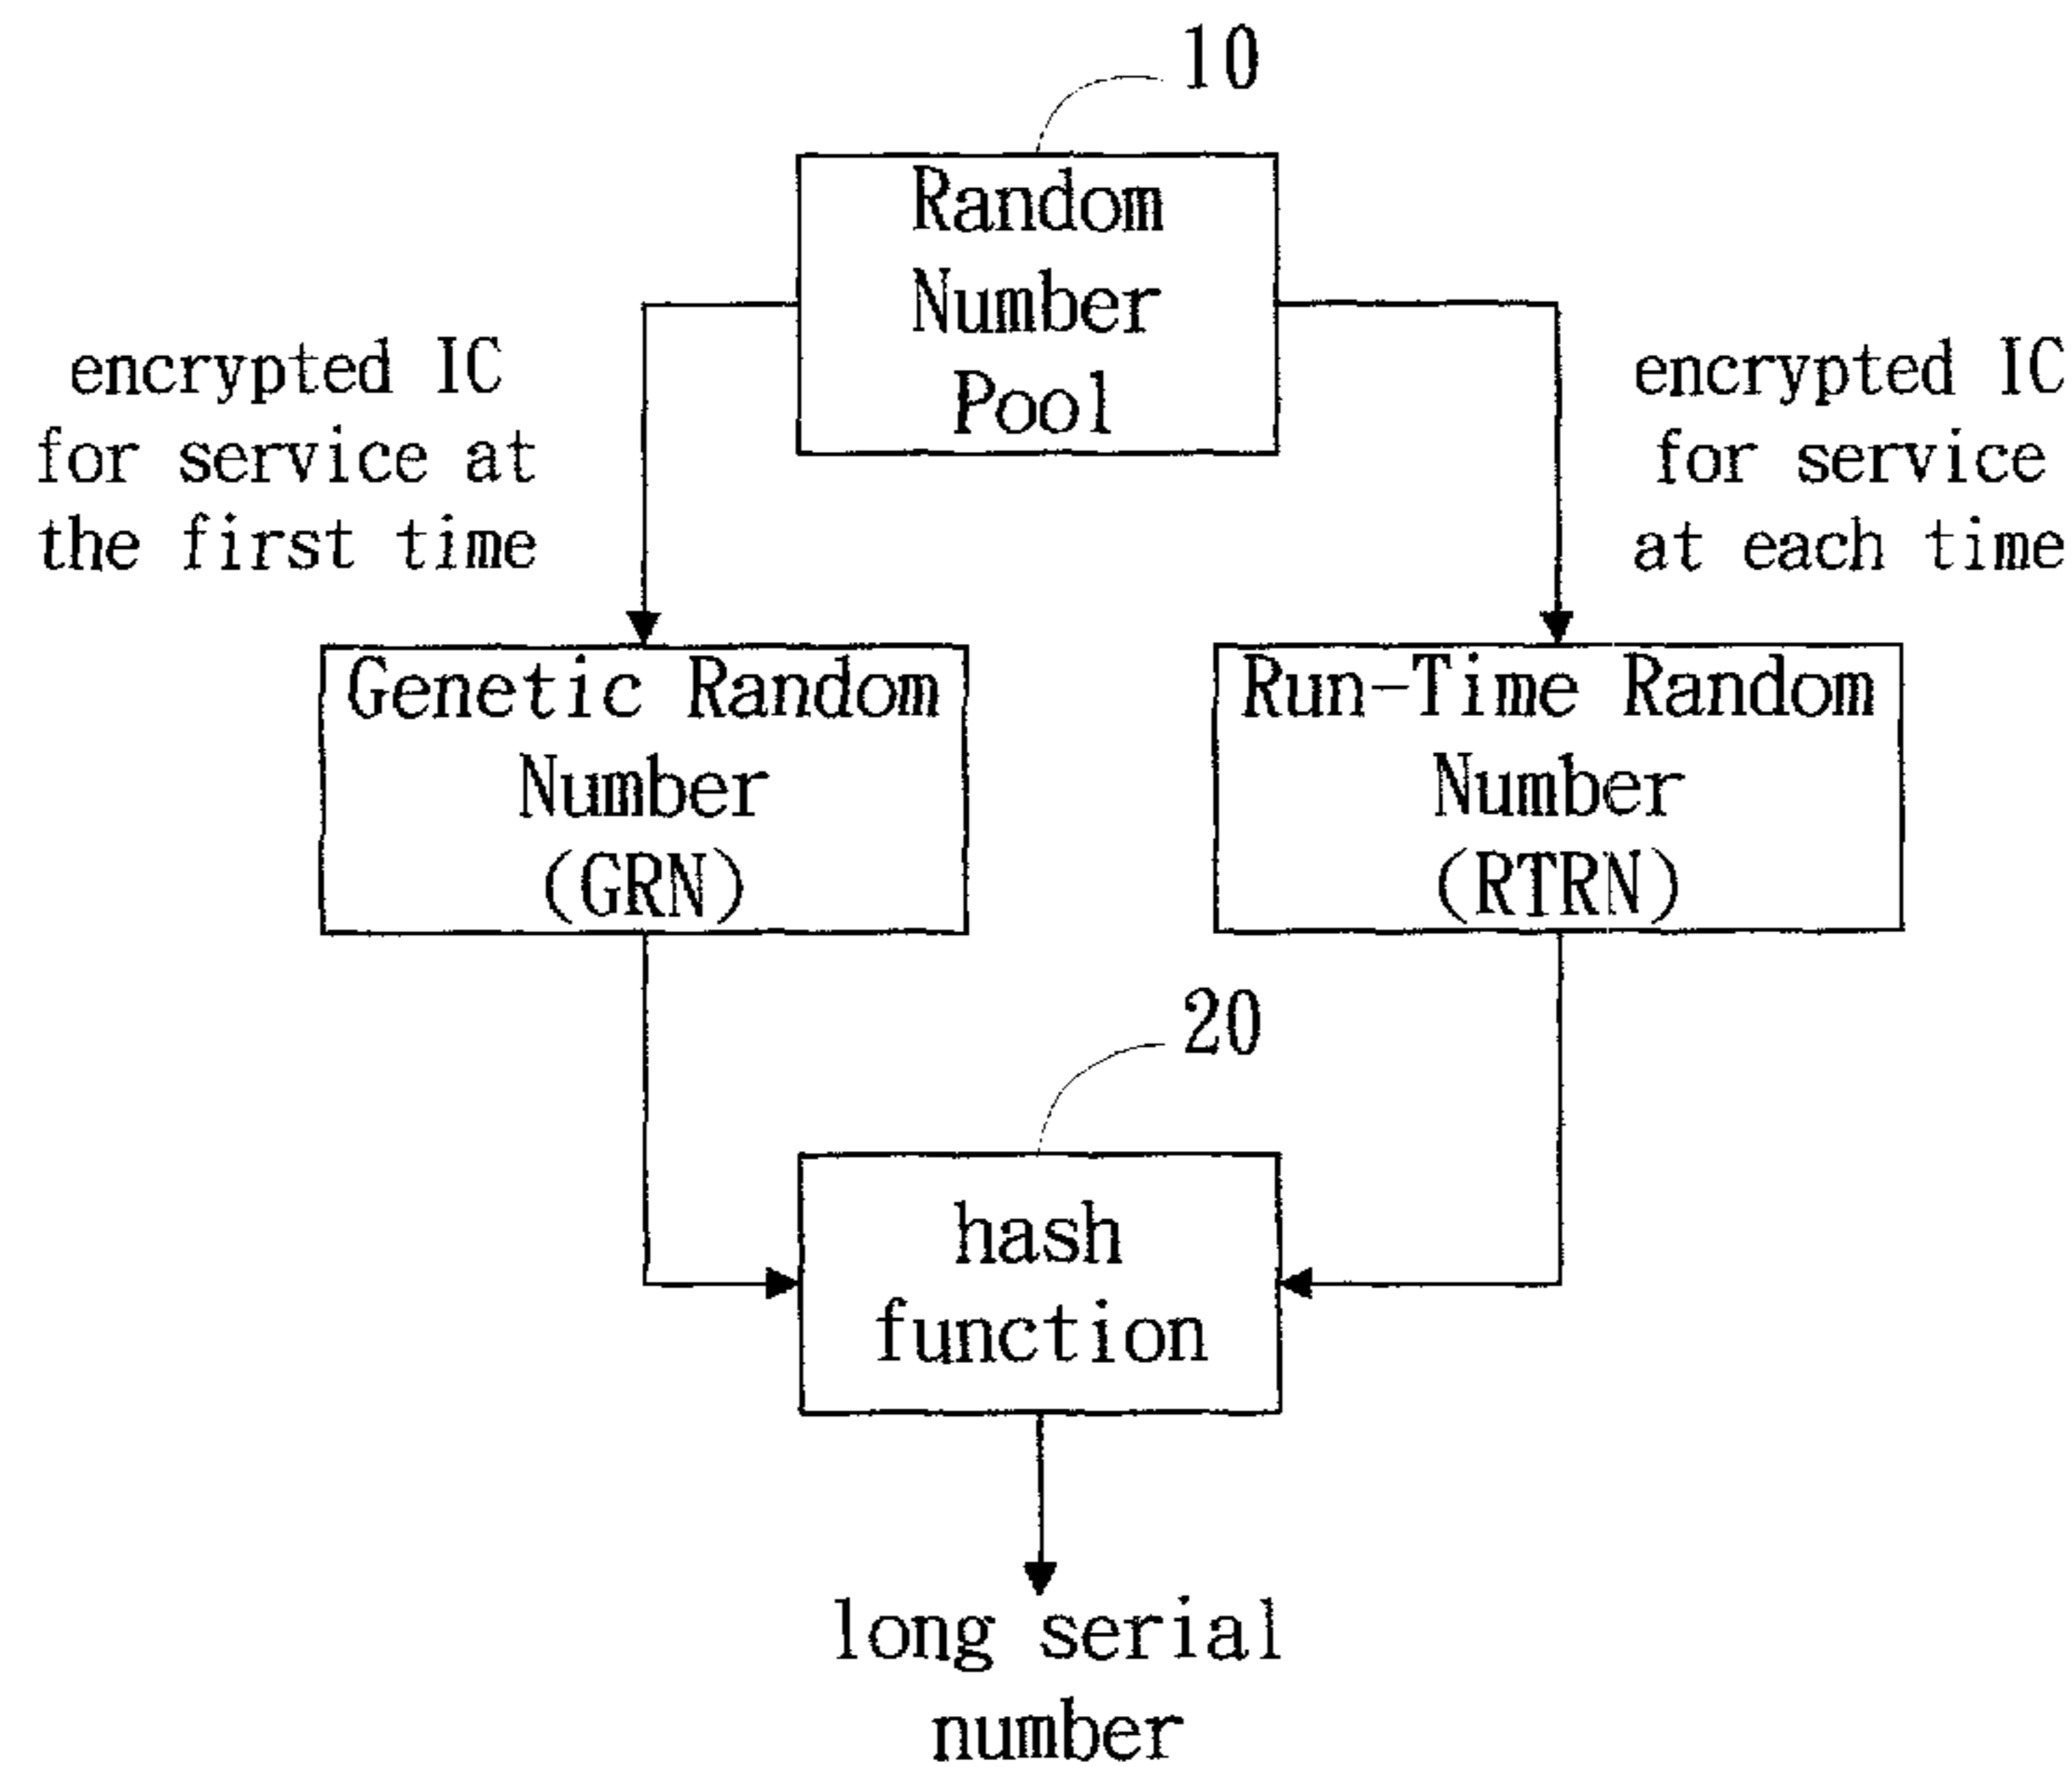 10
Random
Number
Pool
encrypted IC
for service at
the first time
encrypted IC
for service
at each time
Genetic Random
Number
(GRN)
Run-Time Random
Number
(RTRN)
20
hash
function
long serial
number